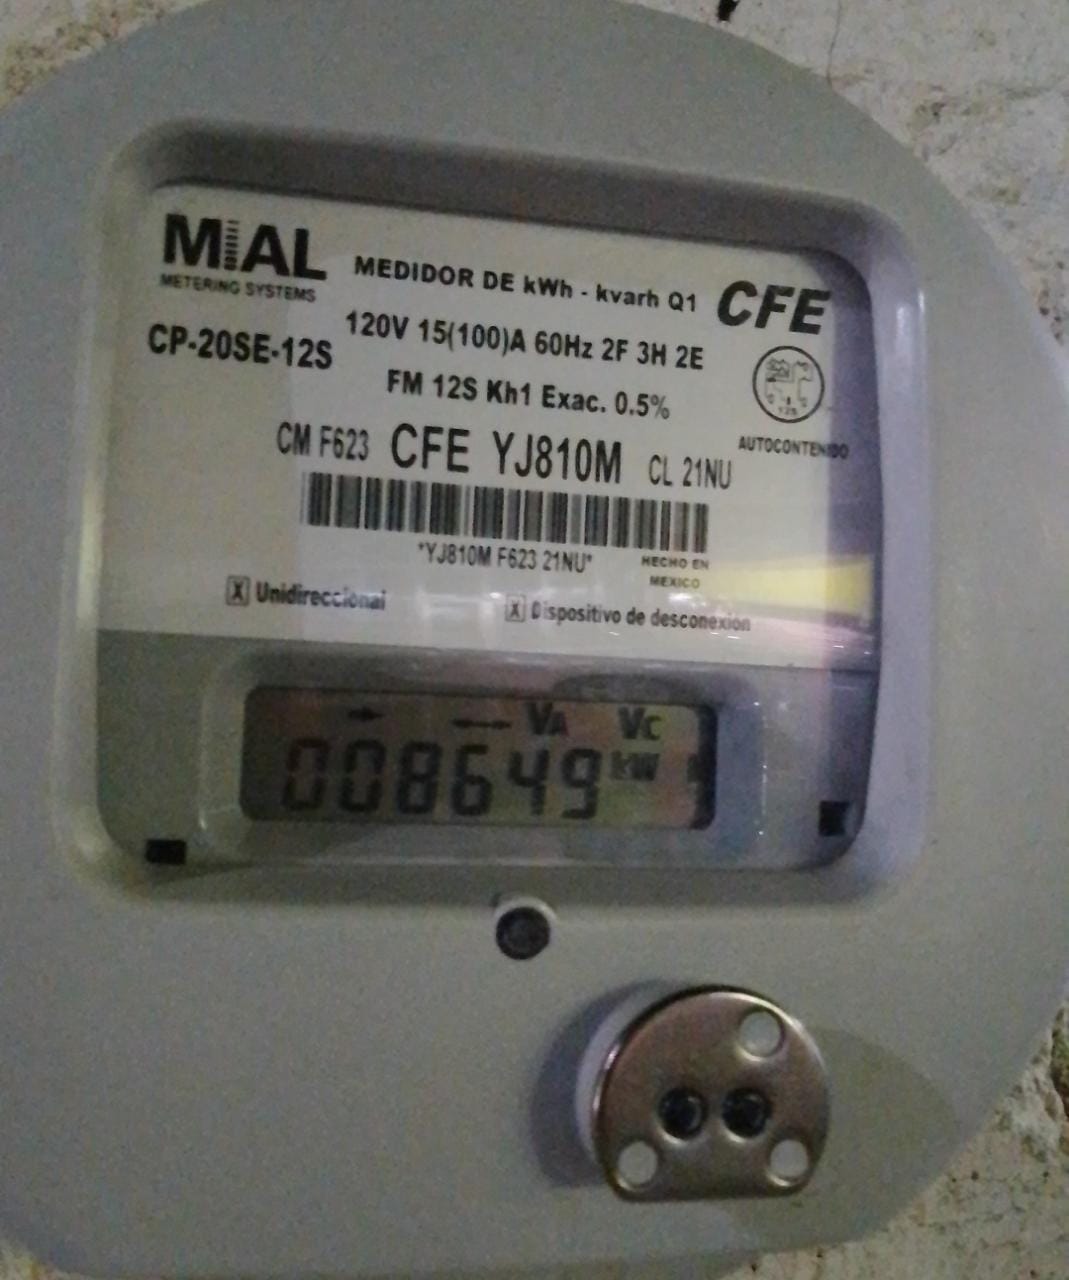 MIAL
METERING SYSTEMS
MEDIDOR DE kWh - kvarh Q1
CFE
CP-20SE-12S
120V 15(100)A 60Hz 2F 3H 2E
FM 12S Kh1 Exac. 0.5%
AUTOCONTENIDO
CM F623 CFE YJ810M CL 21NU
*YJ810M F623 21NU*
HECHO EN
MEXICO
X Unidireccional
X Dispositivo de desconexión
VA VC
008649 kW